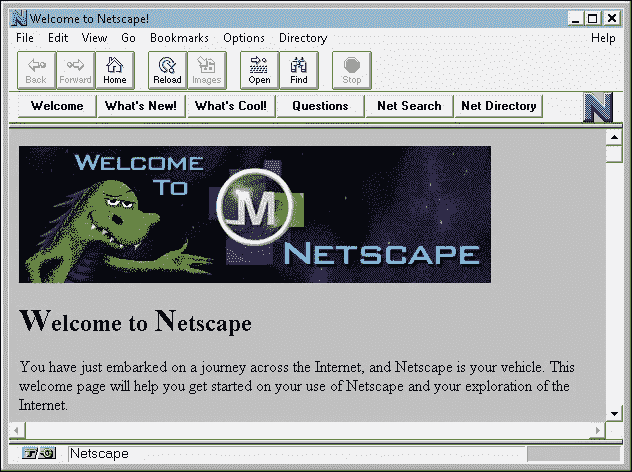 Welcome to Netscape!
File Edit View Go Bookmarks Options Directory Help
Back Forward Home Reload Images Open Find Stop
Welcome What's New! What's Cool! Questions Net Search Net Directory
N
WELCOME
TO
M
NETSCAPE
Welcome to Netscape
You have just embarked on a journey across the Internet, and Netscape is your vehicle. This
welcome page will help you get started on your use of Netscape and your exploration of the
Internet.
Netscape